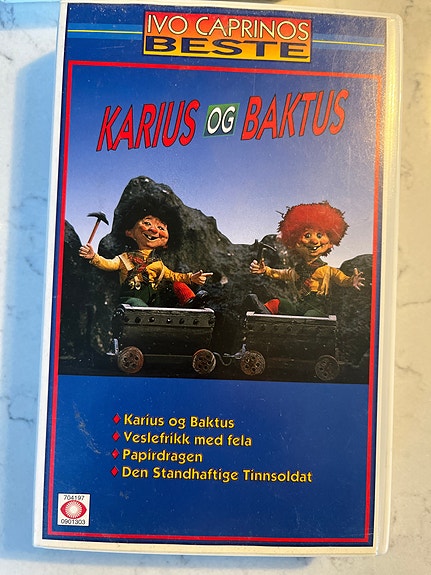 IVO CAPRINOS
BESTE
KARIUS OG BAKTUS
Karius og Baktus
Veslefrikk med fela
Papirdragen
Den Standhaftige Tinnsoldat
704197
0901303